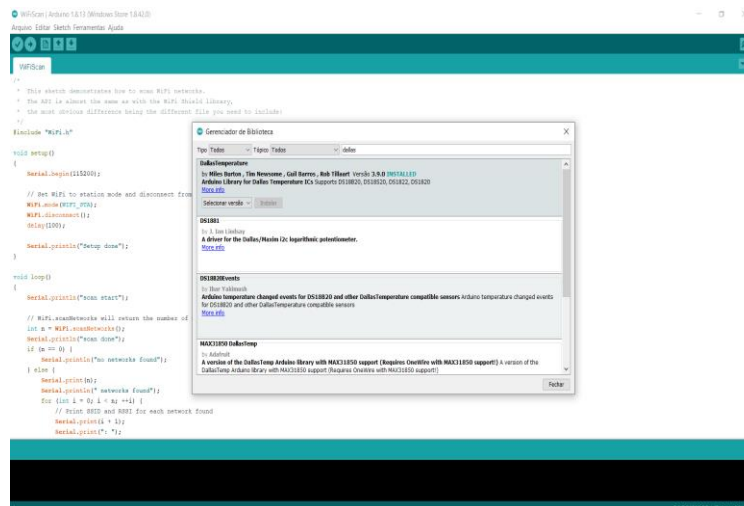 WiFiScan | Arduino 1.8.13 (Windows Store 1.8.42.0)
Arquivo Editar Sketch Ferramentas Ajuda
WiFiScan
/*
* This sketch demonstrates how to scan WiFi networks.
* The API is almost the same as with the WiFi Shield library,
* the most obvious difference being the different file you need to include:
*/
#include "WiFi.h"
void setup()
{
Serial.begin(115200);
// Set WiFi to station mode and disconnect from
WiFi.mode(WIFI_STA);
WiFi.disconnect();
delay(100);
Serial.println("Setup done");
}
void loop()
{
Serial.println("scan start");
// WiFi.scanNetworks will return the number of
int n = WiFi.scanNetworks();
Serial.println("scan done");
if (n == 0) {
Serial.println("no networks found");
} else {
Serial.print(n);
Serial.println(" networks found");
for (int i = 0; i < n; ++i) {
// Print SSID and RSSI for each network found
Serial.print(i + 1);
Serial.print(": ");
Gerenciador de Biblioteca
Tipo Todos Tópico Todos dallas
DallasTemperature
by Miles Burton , Tim Newsome , Guil Barros , Rob Tillaart Versão 3.9.0 INSTALLED
Arduino Library for Dallas Temperature ICs Supports DS18B20, DS18S20, DS1822, DS1820
More info
Selecionar versão Instalar
DS1881
by J. Ian Lindsay
A driver for the Dallas/Maxim i2c logarithmic potentiometer.
More info
DS18B20Events
by Ihor Yakimush
Arduino temperature changed events for DS18B20 and other DallasTemperature compatible sensors Arduino temperature changed events
for DS18B20 and other DallasTemperature compatible sensors
More info
MAX31850 DallasTemp
by Adafruit
A version of the DallasTemp Arduino library with MAX31850 support (Requires OneWire with MAX31850 support!) A version of the
DallasTemp Arduino library with MAX31850 support (Requires OneWire with MAX31850 support!)
Fechar